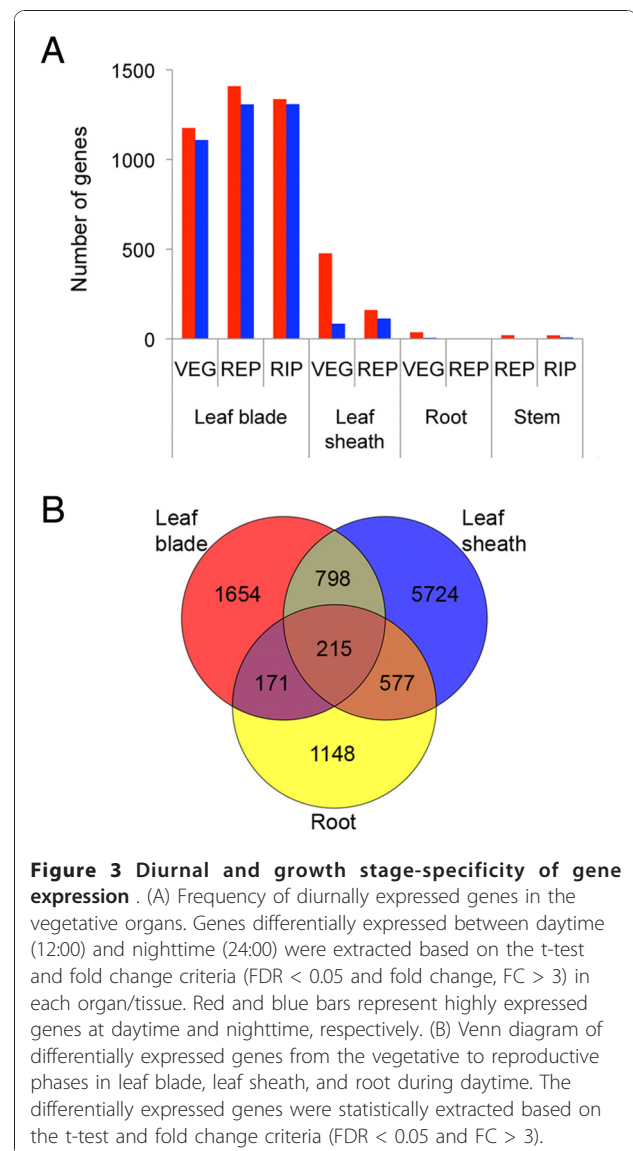 A
1500
1000
500
0
Number of genes
VEG REP RIP VEG REP VEG REP REP RIP
Leaf blade Leaf sheath Root Stem
B
Leaf blade
Leaf sheath
1654
798
5724
215
171
577
1148
Root
Figure 3 Diurnal and growth stage-specificity of gene
expression . (A) Frequency of diurnally expressed genes in the
vegetative organs. Genes differentially expressed between daytime
(12:00) and nighttime (24:00) were extracted based on the t-test
and fold change criteria (FDR < 0.05 and fold change, FC > 3) in
each organ/tissue. Red and blue bars represent highly expressed
genes at daytime and nighttime, respectively. (B) Venn diagram of
differentially expressed genes from the vegetative to reproductive
phases in leaf blade, leaf sheath, and root during daytime. The
differentially expressed genes were statistically extracted based on
the t-test and fold change criteria (FDR < 0.05 and FC > 3).